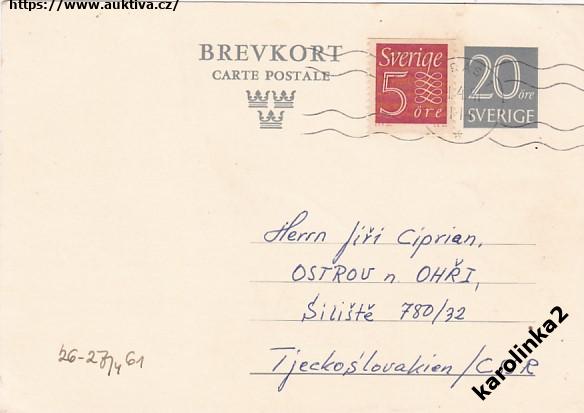 https://www.auktiva.cz/
BREVKORT
CARTE POSTALE
Sverige
5
öre
20 öre
SVERIGE
Herrn Jiří Ciprian,
OSTROV n. OHŘI,
Šiliště 780/32
Tjeckošlovakien/ČSR
26-27/4 61
karolinka2